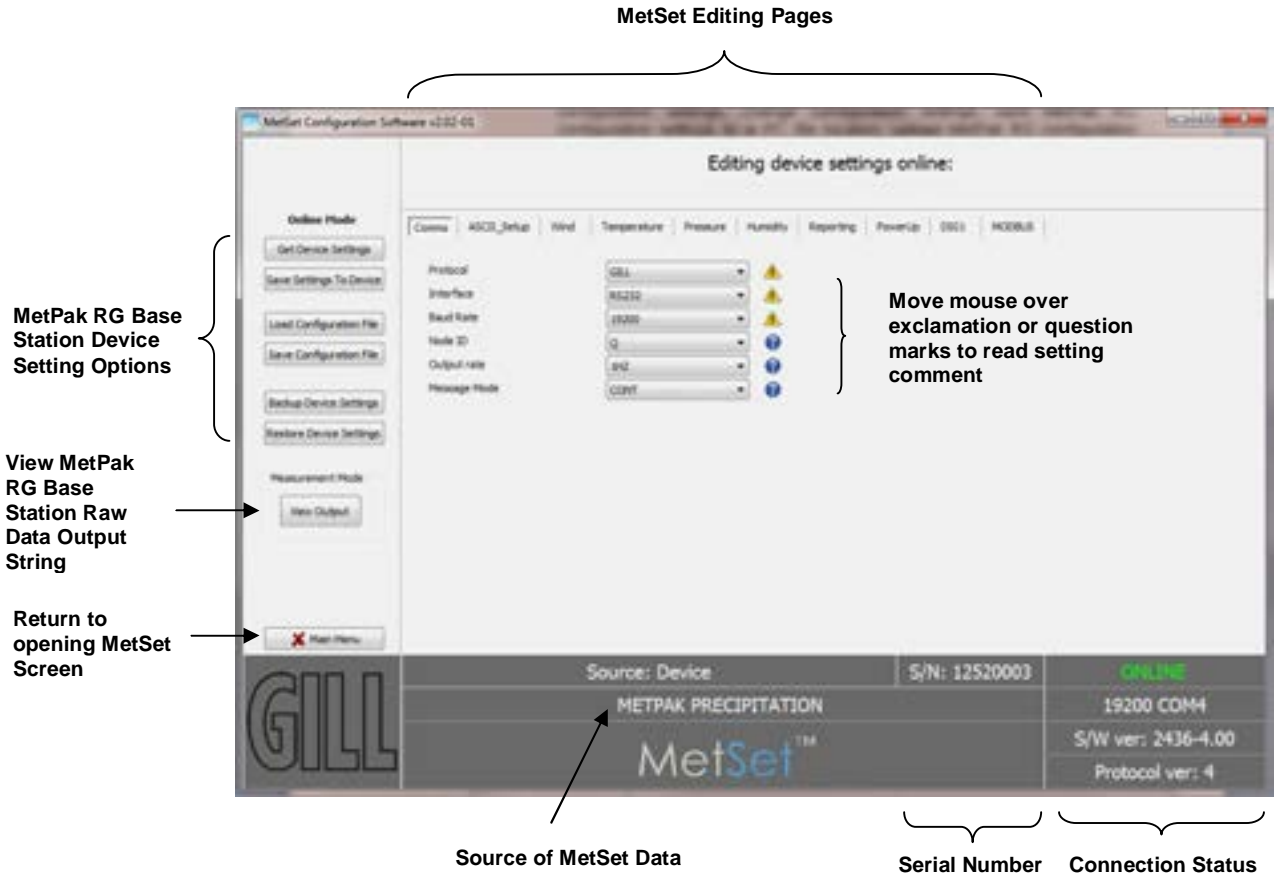 MetSet Editing Pages
MetSet Configuration Software v2.02-01
Editing device settings online:
Online Mode
Get Device Settings
Save Settings To Device
Load Configuration File
Save Configuration File
Backup Device Settings
Restore Device Settings
Measurement Mode
View Output
Main Menu
Comms ASCII_Setup Wind Temperature Pressure Humidity Reporting PowerUp SDI12 MODBUS
Protocol GILL
Interface RS232
Baud Rate 19200
Node ID Q
Output rate 1HZ
Message Mode CONT
MetPak RG Base
Station Device
Setting Options
Move mouse over
exclamation or question
marks to read setting
comment
View MetPak
RG Base
Station Raw
Data Output
String
Return to
opening MetSet
Screen
GILL
Source: Device
S/N: 12520003
ONLINE
METPAK PRECIPITATION
19200 COM4
MetSet™
S/W ver: 2436-4.00
Protocol ver: 4
Source of MetSet Data
Serial Number
Connection Status